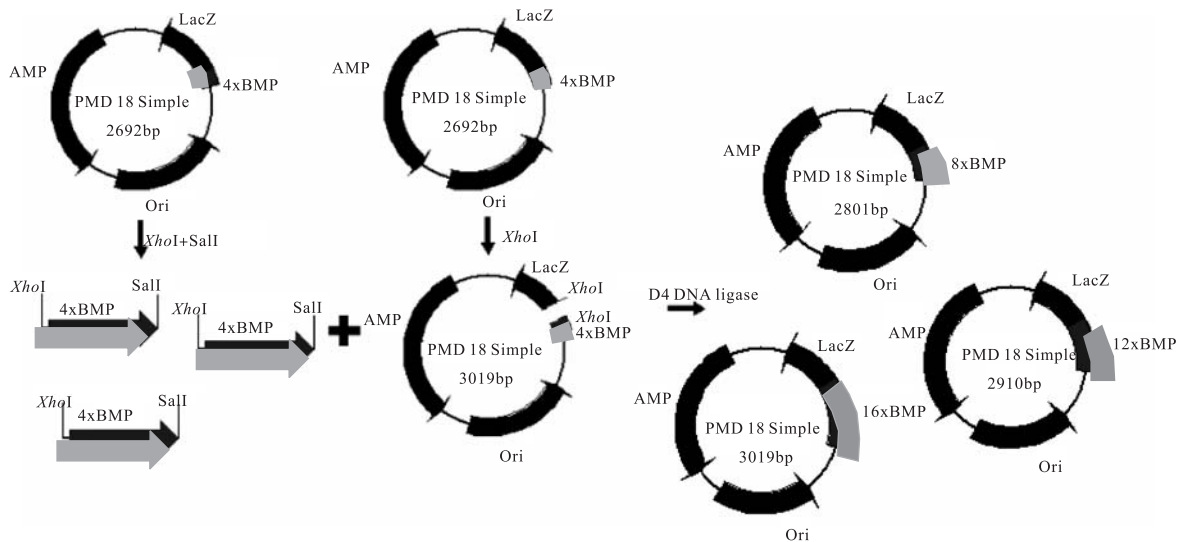 LacZ
AMP
4xBMP
PMD 18 Simple
2692bp
Ori
XhoI+SalI
LacZ
AMP
4xBMP
PMD 18 Simple
2692bp
Ori
XhoI
XhoI
SalI
4xBMP
XhoI
SalI
4xBMP
XhoI
SalI
4xBMP
+
LacZ
XhoI
XhoI
AMP
4xBMP
PMD 18 Simple
3019bp
Ori
D4 DNA ligase
LacZ
AMP
8xBMP
PMD 18 Simple
2801bp
Ori
LacZ
AMP
12xBMP
PMD 18 Simple
2910bp
Ori
LacZ
AMP
16xBMP
PMD 18 Simple
3019bp
Ori